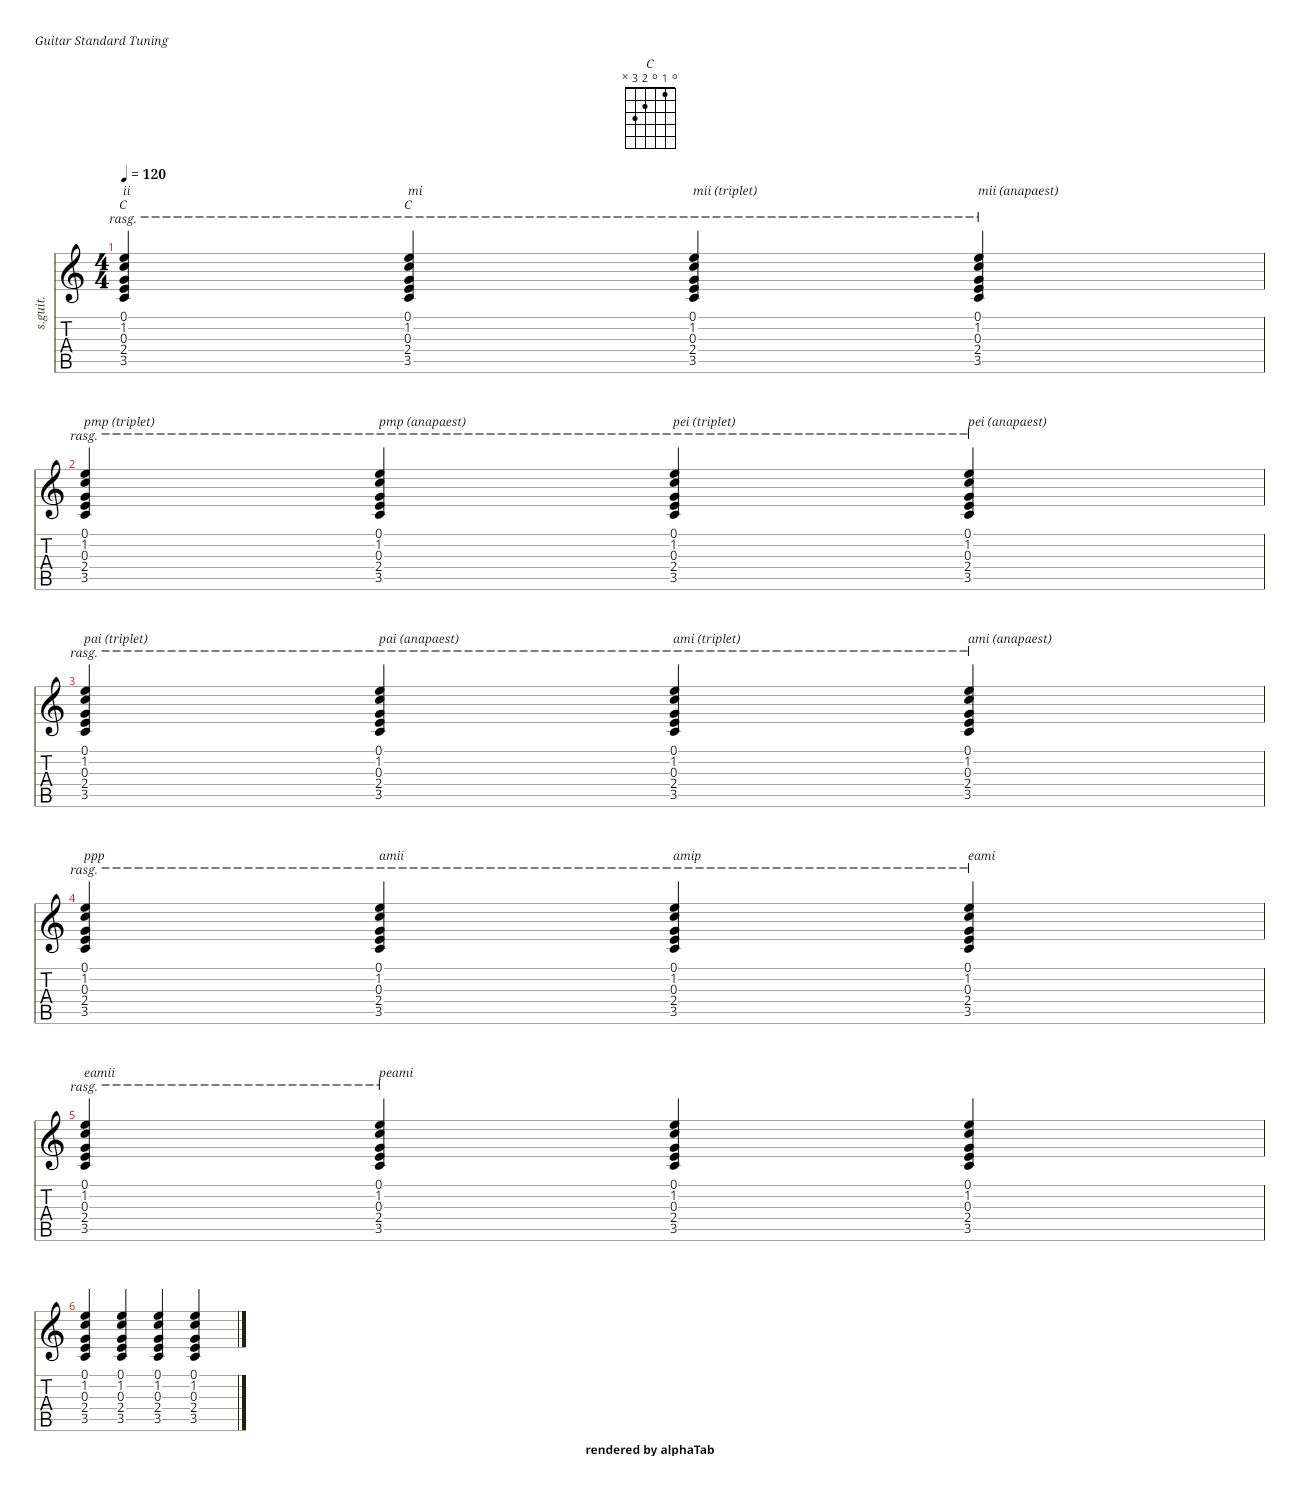 Guitar Standard Tuning
C
× 3 2 ○ 1 ○
♩ = 120
ii mi mii (triplet) mii (anapaest)
C C
rasg.
1
4
4
s.guit.
0 0 0 0
T 1 1 1 1
0 0 0 0
A 2 2 2 2
B 3 3 3 3
pmp (triplet) pmp (anapaest) pei (triplet) pei (anapaest)
rasg.
2
0 0 0 0
T 1 1 1 1
0 0 0 0
A 2 2 2 2
B 3 3 3 3
pai (triplet) pai (anapaest) ami (triplet) ami (anapaest)
rasg.
3
0 0 0 0
T 1 1 1 1
0 0 0 0
A 2 2 2 2
B 3 3 3 3
ppp amii amip eami
rasg.
4
0 0 0 0
T 1 1 1 1
0 0 0 0
A 2 2 2 2
B 3 3 3 3
eamii peami
rasg.
5
0 0 0 0
T 1 1 1 1
0 0 0 0
A 2 2 2 2
B 3 3 3 3
6
0 0 0 0
T 1 1 1 1
0 0 0 0
A 2 2 2 2
B 3 3 3 3
rendered by alphaTab